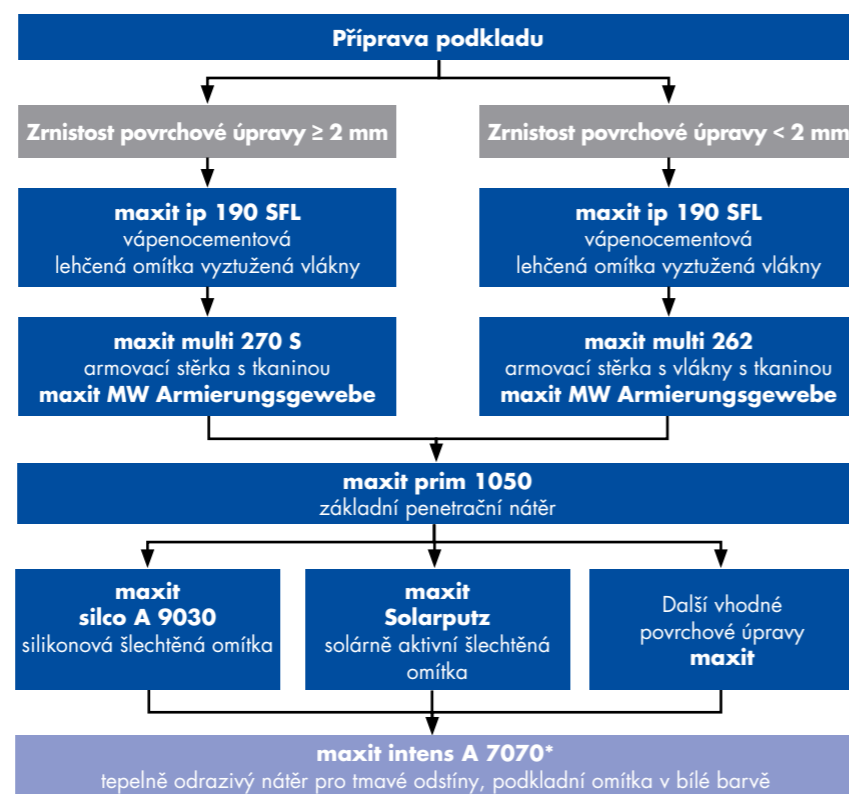 Příprava podkladu
Zrnistost povrchové úpravy ≥ 2 mm
Zrnistost povrchové úpravy < 2 mm
maxit ip 190 SFL
vápenocementová
lehčená omítka vyztužená vlákny
maxit ip 190 SFL
vápenocementová
lehčená omítka vyztužená vlákny
maxit multi 270 S
armovací stěrka s tkaninou
maxit MW Armierungsgewebe
maxit multi 262
armovací stěrka s vlákny s tkaninou
maxit MW Armierungsgewebe
maxit prim 1050
základní penetrační nátěr
maxit
silco A 9030
silikonová šlechtěná omítka
maxit
Solarputz
solárně aktivní šlechtěná
omítka
Další vhodné
povrchové úpravy
maxit
maxit intens A 7070*
tepelně odrazivý nátěr pro tmavé odstíny, podkladní omítka v bílé barvě